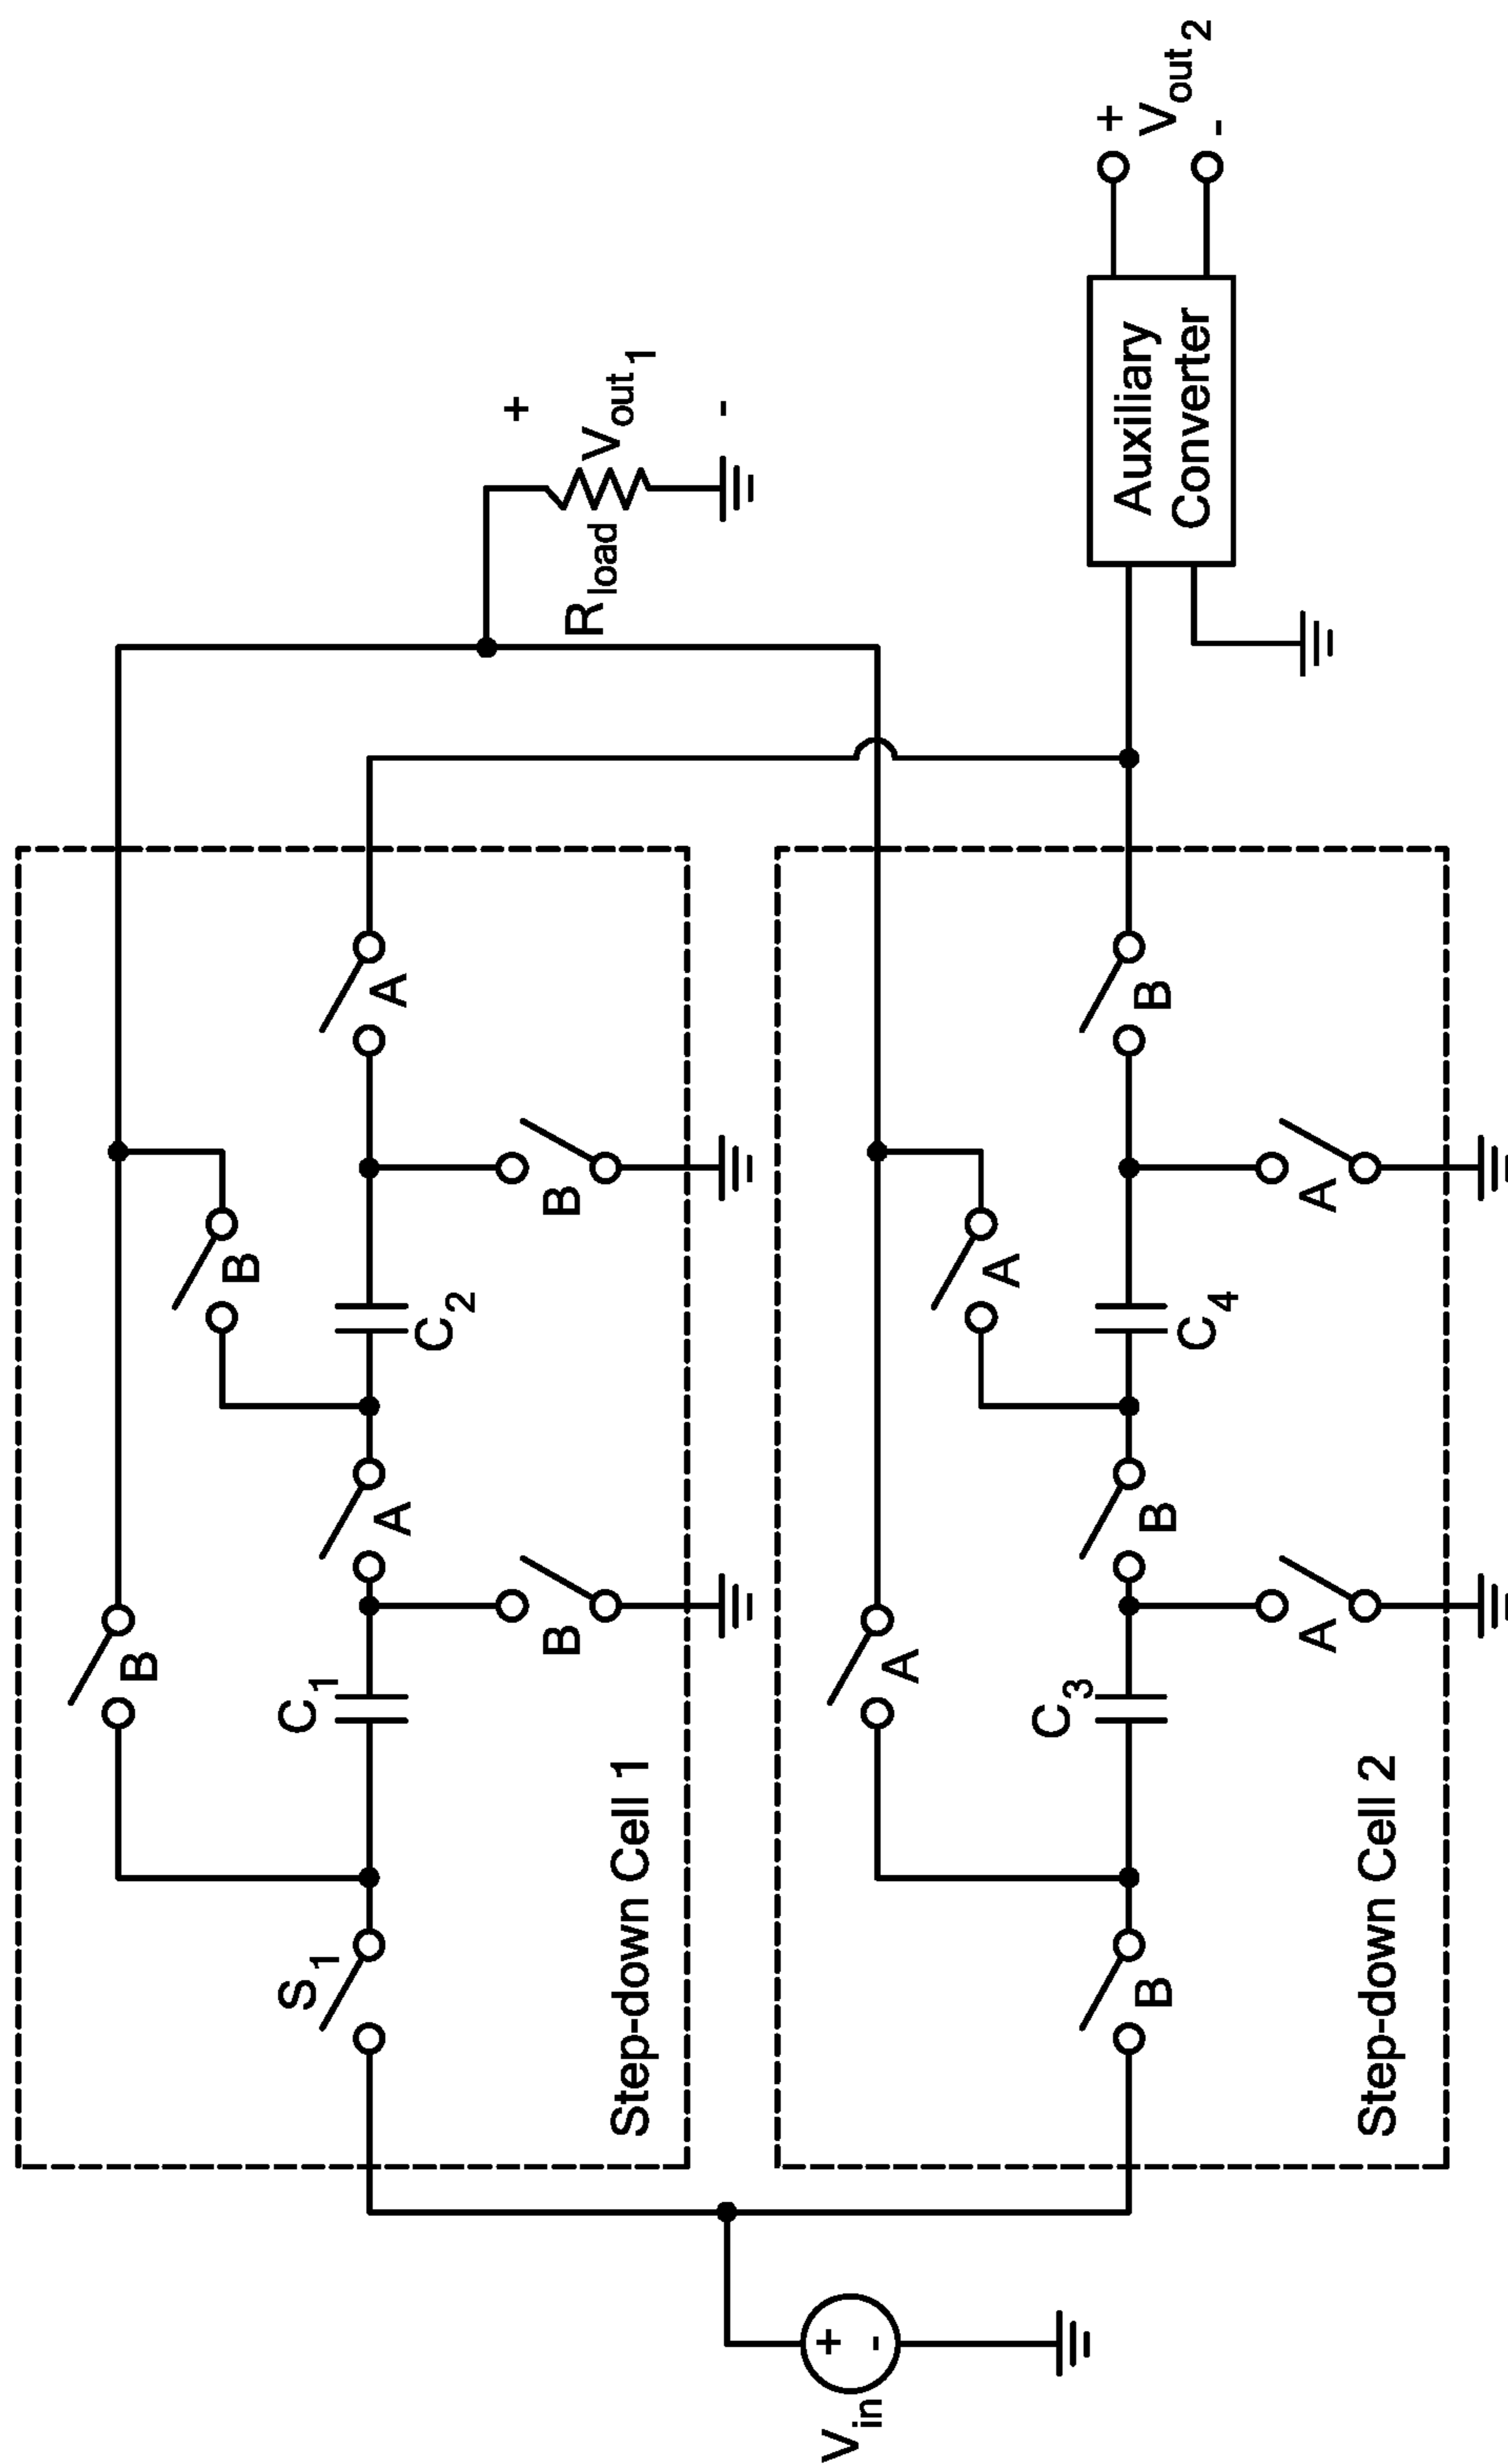 B
B
C1
C2
S1
A
A
B
B
Step-down Cell 1
Vin
+
-
Rload
+
Vout1
-
A
A
C3
C4
B
B
B
A
A
Step-down Cell 2
Auxiliary
Converter
+
Vout2
-